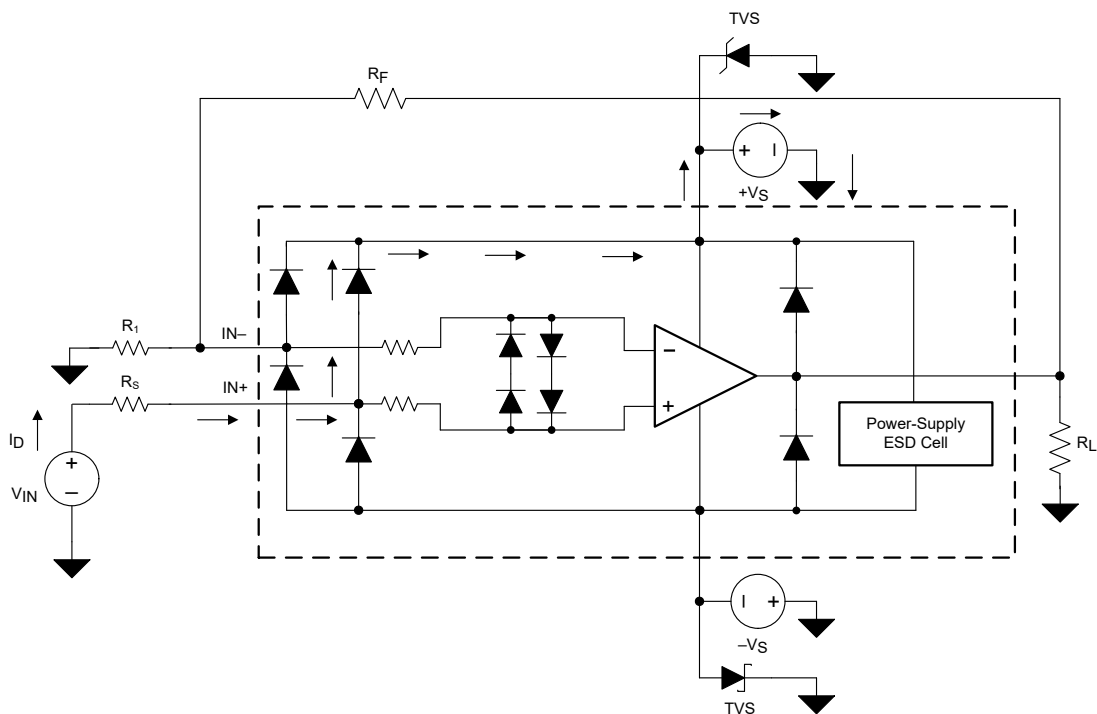 TVS
RF
+ –
+VS
R1
IN–
RS
IN+
ID
+
–
VIN
–
+
Power-Supply
ESD Cell
RL
– +
–VS
TVS